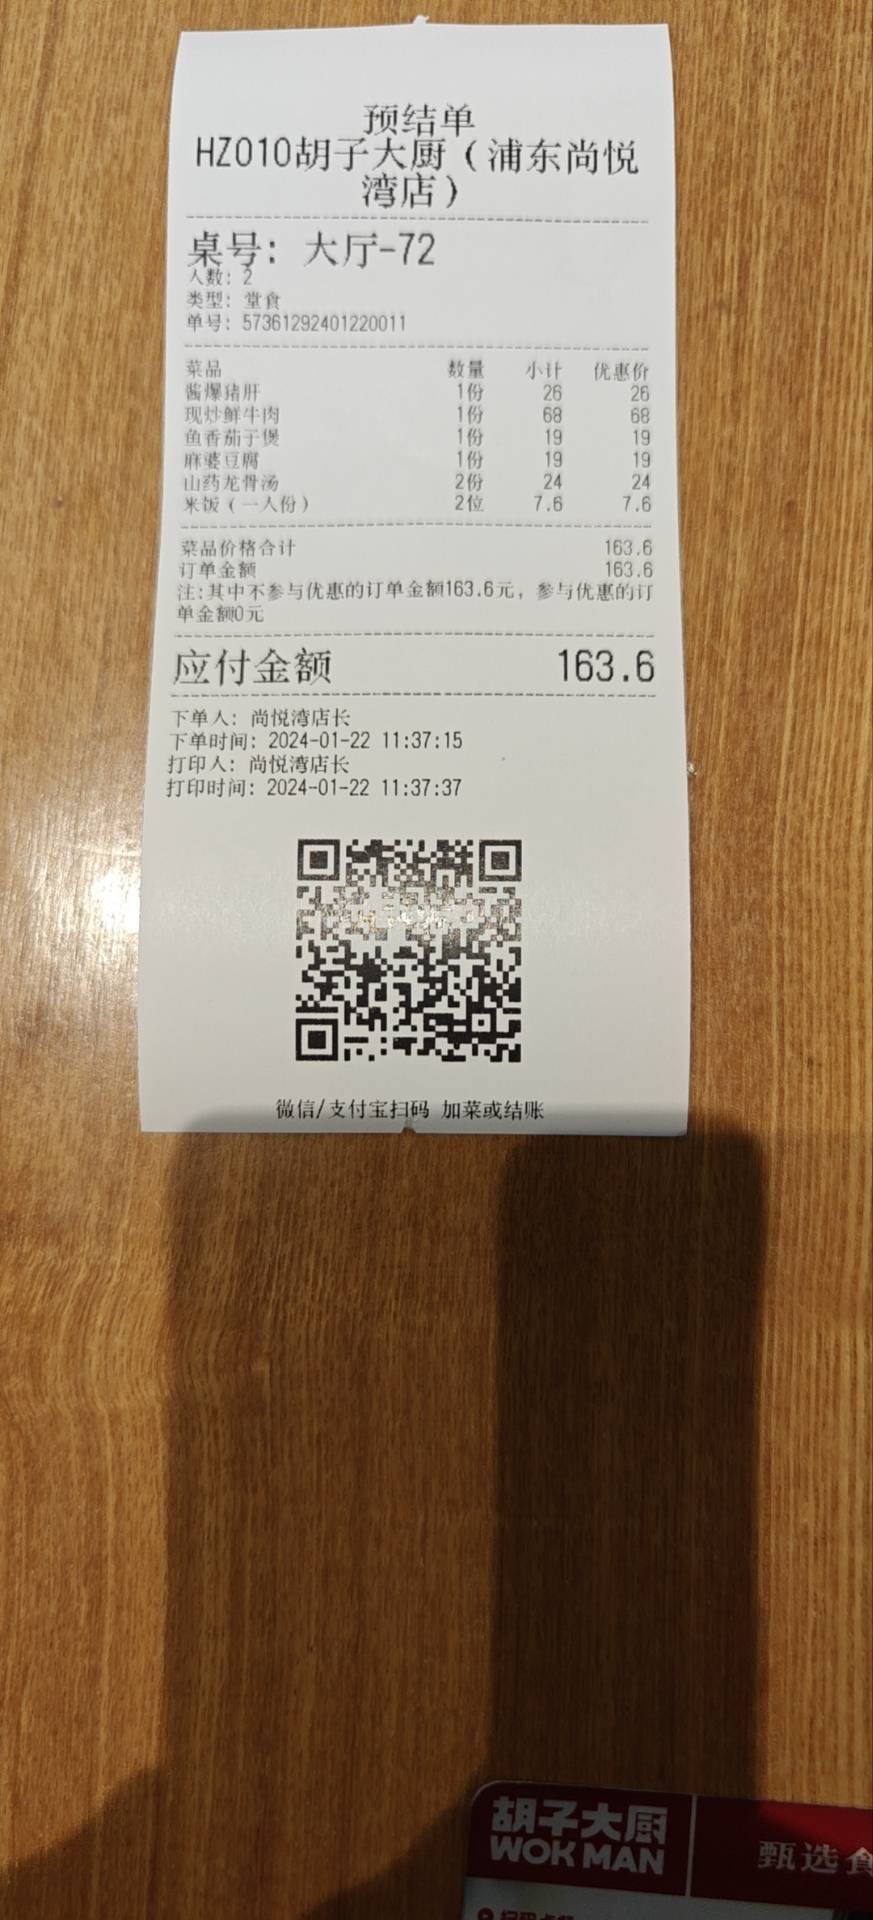 预结单
HZ010胡子大厨（浦东尚悦
湾店）
桌号： 大厅-72
人数：2
类型：堂食
单号：573612924012​20011
菜品 数量 小计 优惠价
酱爆猪肝 1份 26 26
现炒鲜牛肉 1份 68 68
鱼香茄子煲 1份 19 19
麻婆豆腐 1份 19 19
山药龙骨汤 2份 24 24
米饭（一人份） 2位 7.6 7.6
菜品价格合计 163.6
订单金额 163.6
注:其中不参与优惠的订单金额163.6元，参与优惠的订
单金额0元
应付金额 163.6
下单人：尚悦湾店长
下单时间：2024-01-22 11:37:15
打印人：尚悦湾店长
打印时间：2024-01-22 11:37:37
微信/支付宝扫码 加菜或结账
胡子大厨
WOK MAN
甄选食